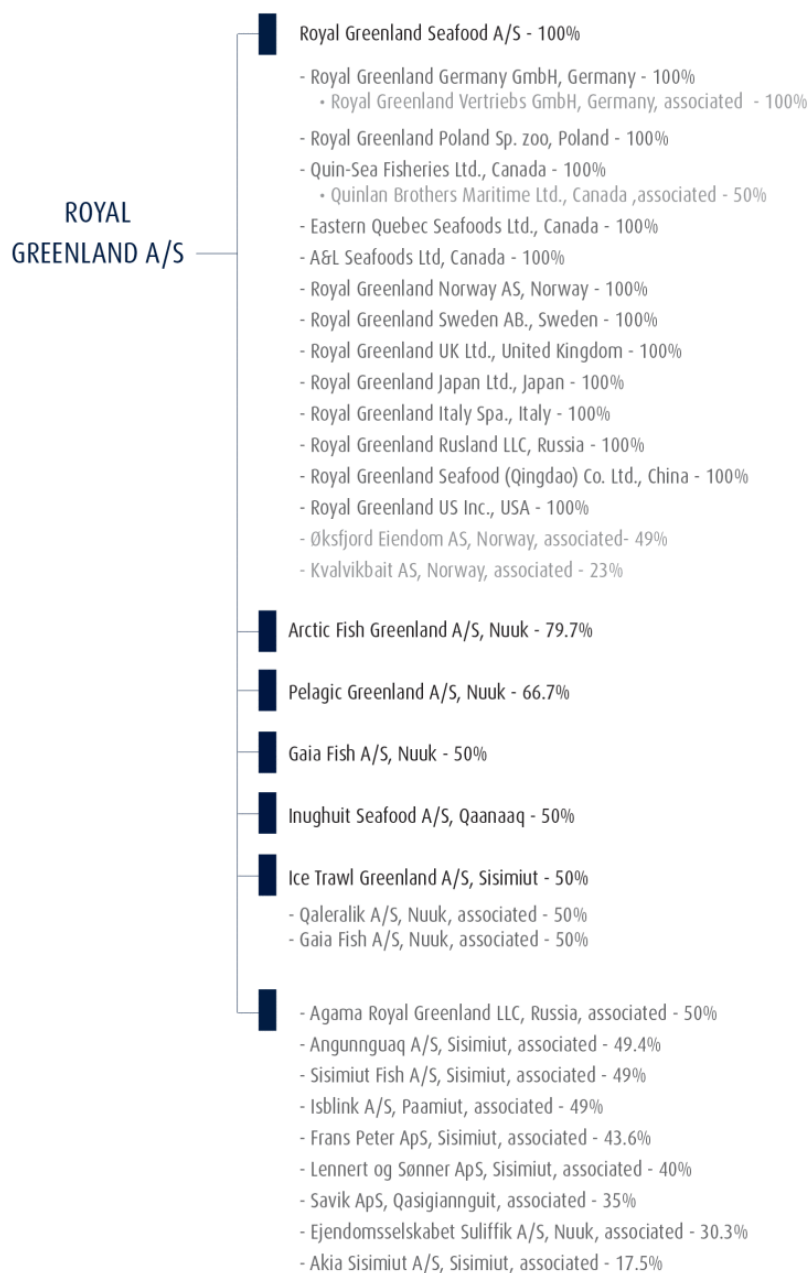 ROYAL
GREENLAND A/S
Royal Greenland Seafood A/S - 100%
- Royal Greenland Germany GmbH, Germany - 100%
• Royal Greenland Vertriebs GmbH, Germany, associated - 100%
- Royal Greenland Poland Sp. zoo, Poland - 100%
- Quin-Sea Fisheries Ltd., Canada - 100%
• Quinlan Brothers Maritime Ltd., Canada ,associated - 50%
- Eastern Quebec Seafoods Ltd., Canada - 100%
- A&L Seafoods Ltd, Canada - 100%
- Royal Greenland Norway AS, Norway - 100%
- Royal Greenland Sweden AB., Sweden - 100%
- Royal Greenland UK Ltd., United Kingdom - 100%
- Royal Greenland Japan Ltd., Japan - 100%
- Royal Greenland Italy Spa., Italy - 100%
- Royal Greenland Rusland LLC, Russia - 100%
- Royal Greenland Seafood (Qingdao) Co. Ltd., China - 100%
- Royal Greenland US Inc., USA - 100%
- Øksfjord Eiendom AS, Norway, associated- 49%
- Kvalvikbait AS, Norway, associated - 23%
Arctic Fish Greenland A/S, Nuuk - 79.7%
Pelagic Greenland A/S, Nuuk - 66.7%
Gaia Fish A/S, Nuuk - 50%
Inughuit Seafood A/S, Qaanaaq - 50%
Ice Trawl Greenland A/S, Sisimiut - 50%
- Qaleralik A/S, Nuuk, associated - 50%
- Gaia Fish A/S, Nuuk, associated - 50%
- Agama Royal Greenland LLC, Russia, associated - 50%
- Angunnguaq A/S, Sisimiut, associated - 49.4%
- Sisimiut Fish A/S, Sisimiut, associated - 49%
- Isblink A/S, Paamiut, associated - 49%
- Frans Peter ApS, Sisimiut, associated - 43.6%
- Lennert og Sønner ApS, Sisimiut, associated - 40%
- Savik ApS, Qasigiannguit, associated - 35%
- Ejendomsselskabet Suliffik A/S, Nuuk, associated - 30.3%
- Akia Sisimiut A/S, Sisimiut, associated - 17.5%